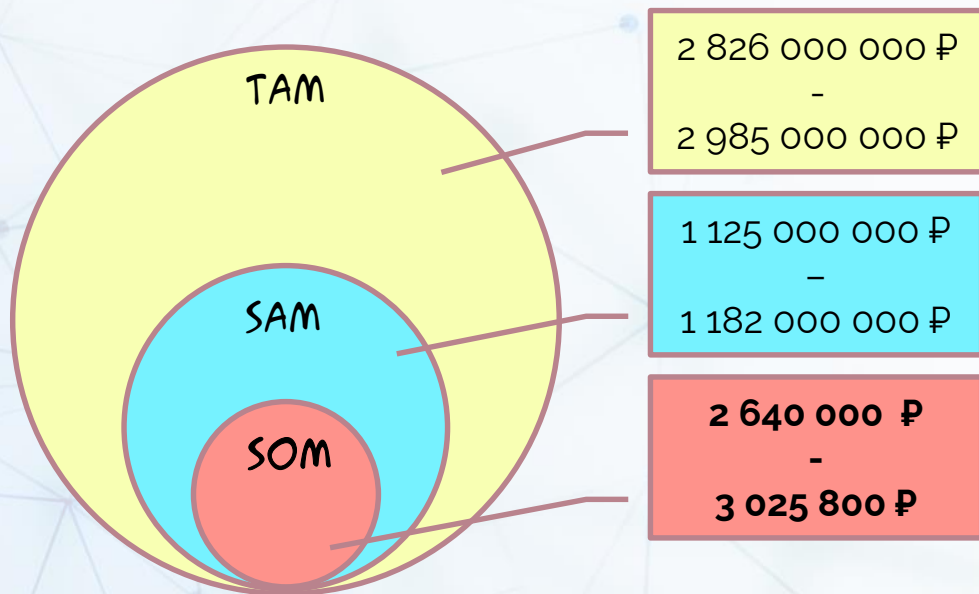 TAM
2 826 000 000 ₽
-
2 985 000 000 ₽
SAM
1 125 000 000 ₽
–
1 182 000 000 ₽
SOM
2 640 000 ₽
-
3 025 800 ₽